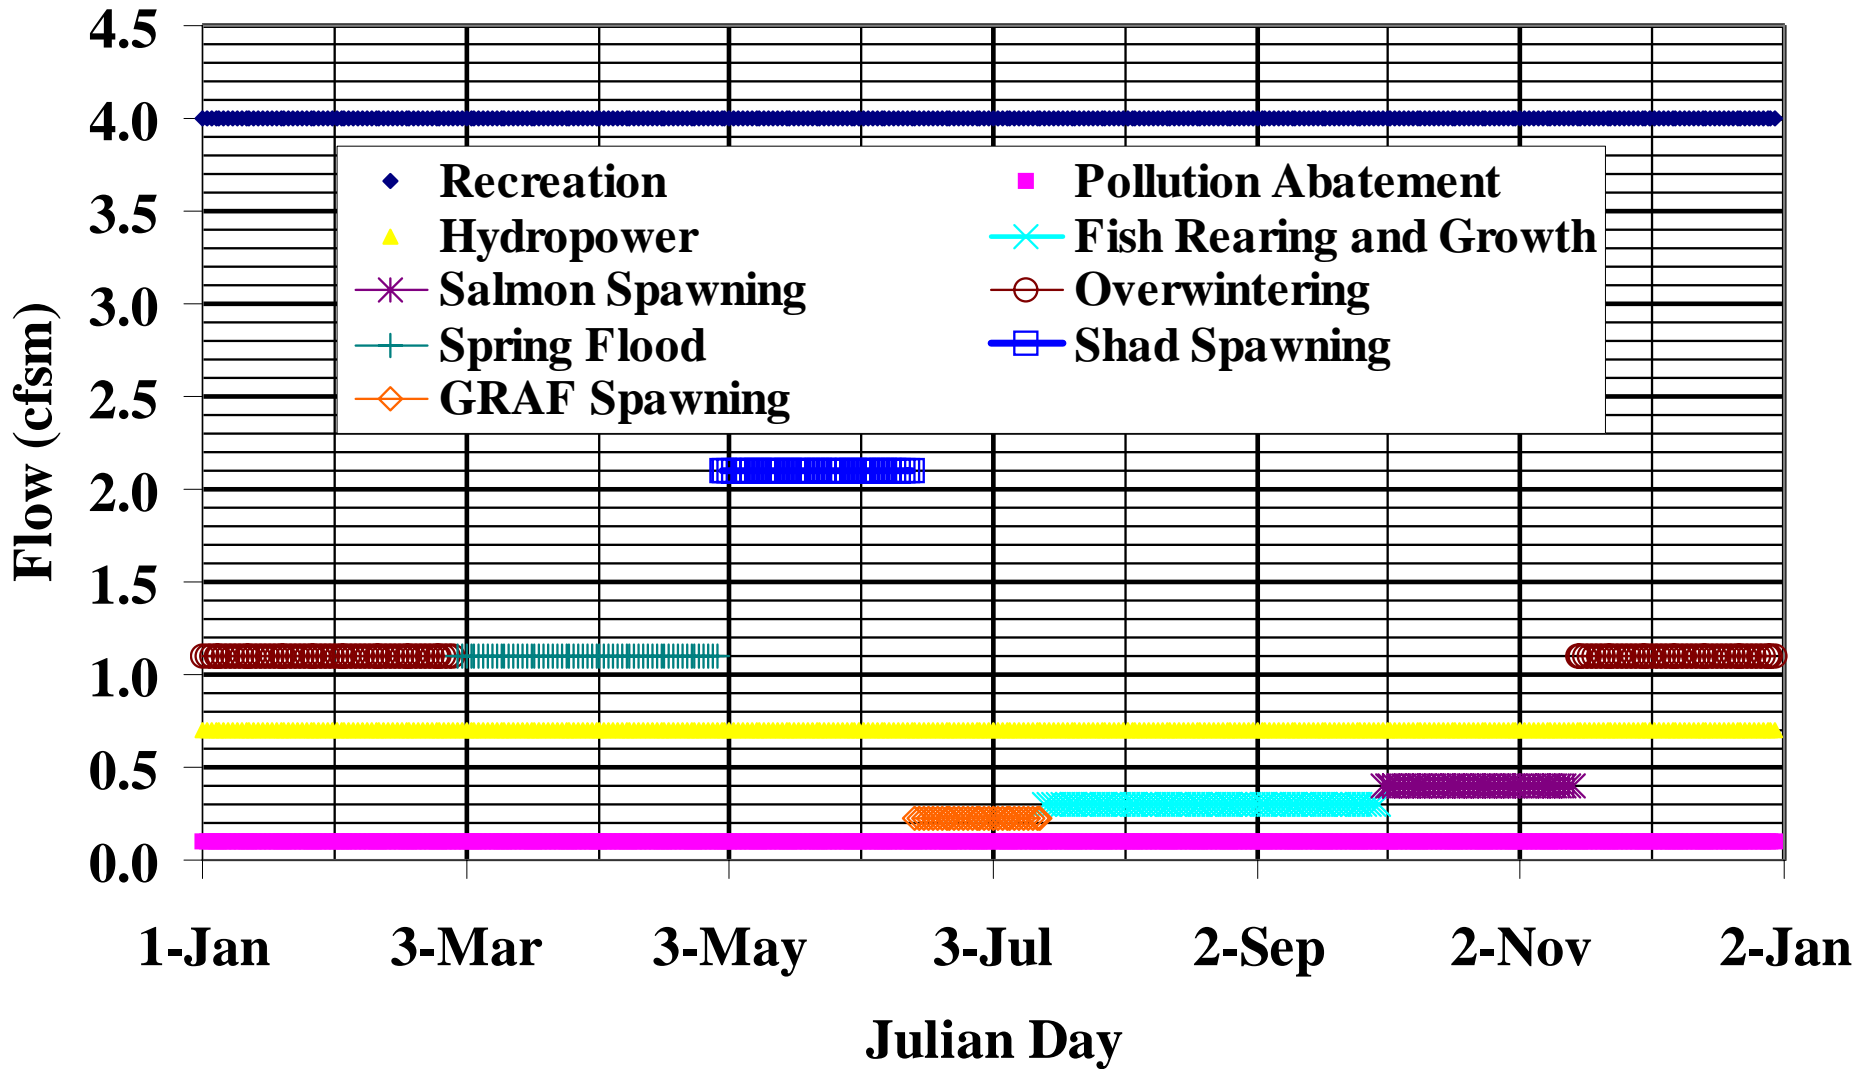 4.5
4.0
3.5
3.0
2.5
2.0
1.5
1.0
0.5
0.0
Flow (cfsm)
Recreation
Pollution Abatement
Hydropower
Fish Rearing and Growth
Salmon Spawning
Overwintering
Spring Flood
Shad Spawning
GRAF Spawning
1-Jan 3-Mar 3-May 3-Jul 2-Sep 2-Nov 2-Jan
Julian Day